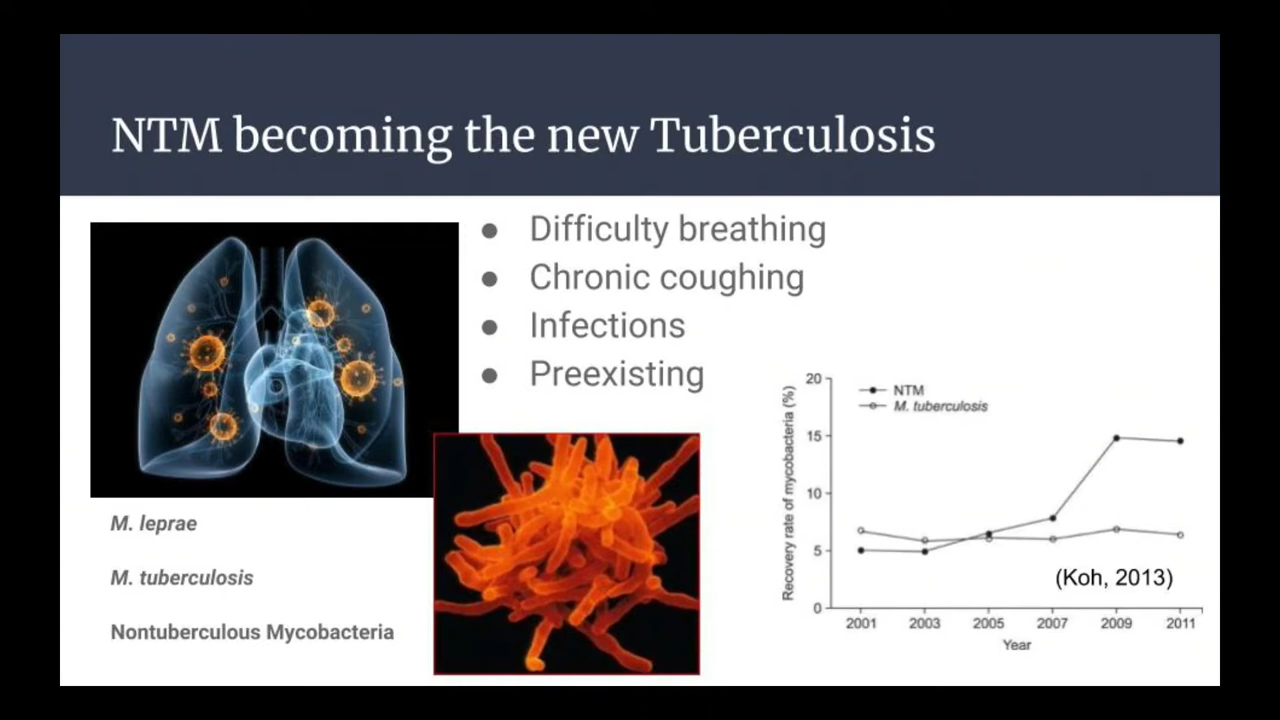 NTM becoming the new Tuberculosis
● Difficulty breathing
● Chronic coughing
● Infections
● Preexisting
M. leprae
M. tuberculosis
Nontuberculous Mycobacteria
Recovery rate of mycobacteria (%)
20
15
10
5
0
NTM
M. tuberculosis
(Koh, 2013)
2001 2003 2005 2007 2009 2011
Year